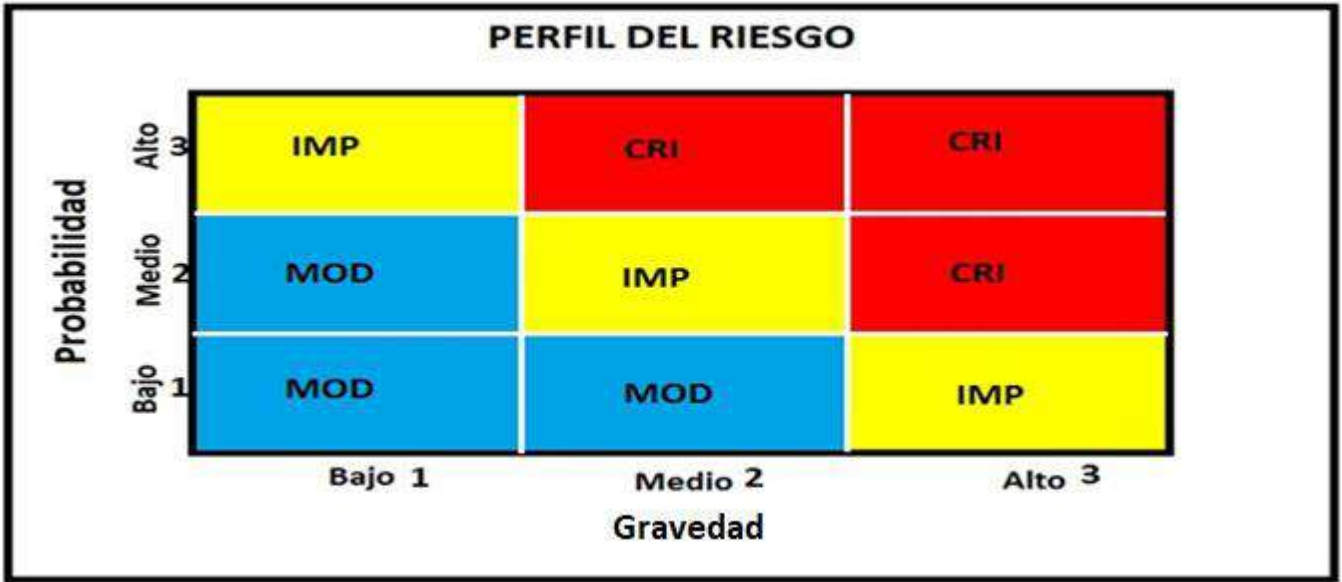 PERFIL DEL RIESGO
Probabilidad
Alto 3
IMP CRI CRI
Medio 2
MOD IMP CRI
Bajo 1
MOD MOD IMP
Bajo 1 Medio 2 Alto 3
Gravedad